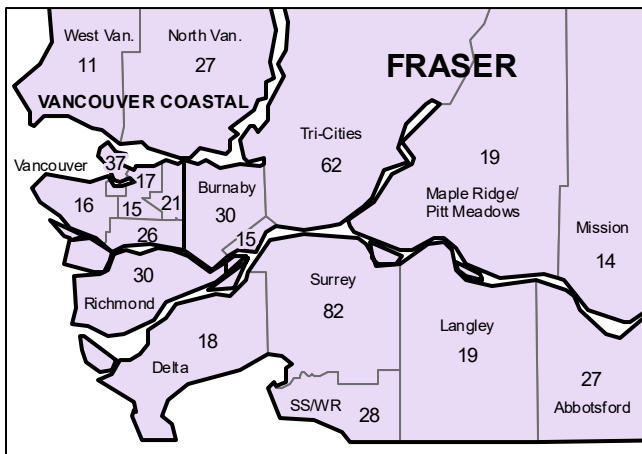 West Van.
11
North Van.
27
VANCOUVER COASTAL
FRASER
Tri-Cities
62
19
Maple Ridge/
Pitt Meadows
Mission
14
Vancouver
37
17
16
15
21
26
Burnaby
30
15
30
Richmond
Surrey
82
18
Delta
Langley
19
SS/WR
28
27
Abbotsford